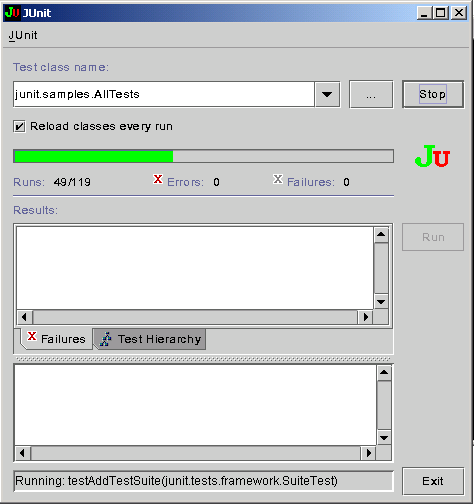 JU JUnit
JUnit
Test class name:
junit.samples.AllTests
...
Stop
Reload classes every run
JU
Runs: 49/119
X Errors: 0
X Failures: 0
Results:
Run
X Failures
Test Hierarchy
Running: testAddTestSuite(junit.tests.framework.SuiteTest)
Exit